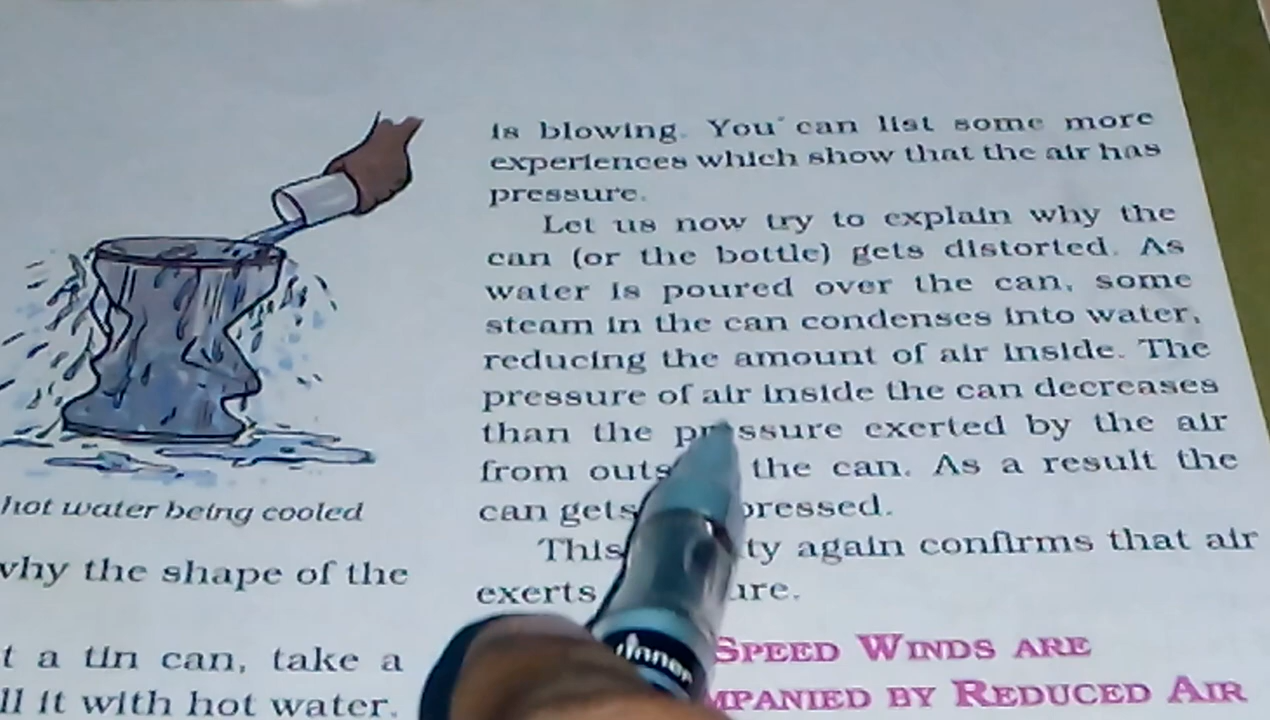 is blowing. You can list some more
experiences which show that the air has
pressure.
Let us now try to explain why the
can (or the bottle) gets distorted. As
water is poured over the can, some
steam in the can condenses into water,
reducing the amount of air inside. The
pressure of air inside the can decreases
than the pressure exerted by the air
from the can. As a result the
can gets
This again confirms that air
exerts
SPEED WINDS ARE
BY REDUCED AIR
hot water being cooled
why the shape of the
t a tin can, take a
ll it with hot water.